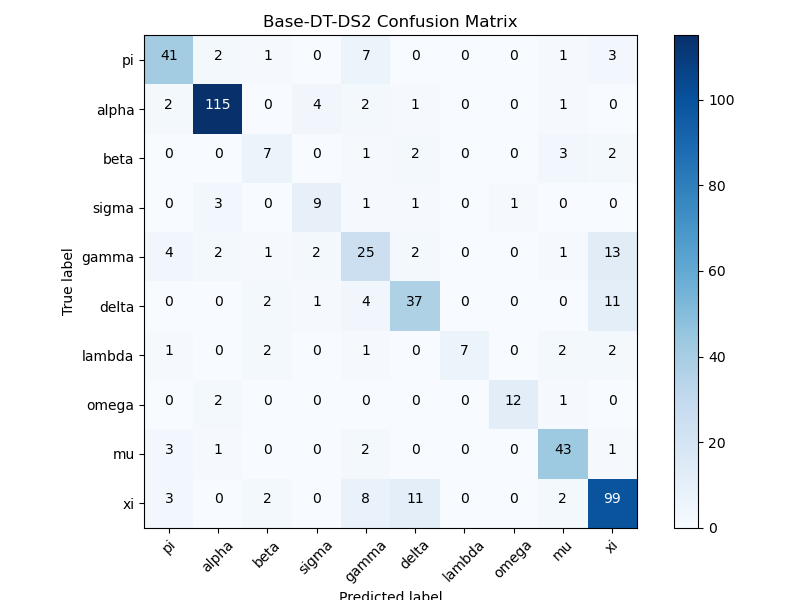 Base-DT-DS2 Confusion Matrix
pi 41 2 1 0 7 0 0 0 1 3
alpha 2 115 0 4 2 1 0 0 1 0
beta 0 0 7 0 1 2 0 0 3 2
sigma 0 3 0 9 1 1 0 1 0 0
gamma 4 2 1 2 25 2 0 0 1 13
delta 0 0 2 1 4 37 0 0 0 11
lambda 1 0 2 0 1 0 7 0 2 2
omega 0 2 0 0 0 0 0 12 1 0
mu 3 1 0 0 2 0 0 0 43 1
xi 3 0 2 0 8 11 0 0 2 99
pi alpha beta sigma gamma delta lambda omega mu xi
True label
Predicted label
100
80
60
40
20
0